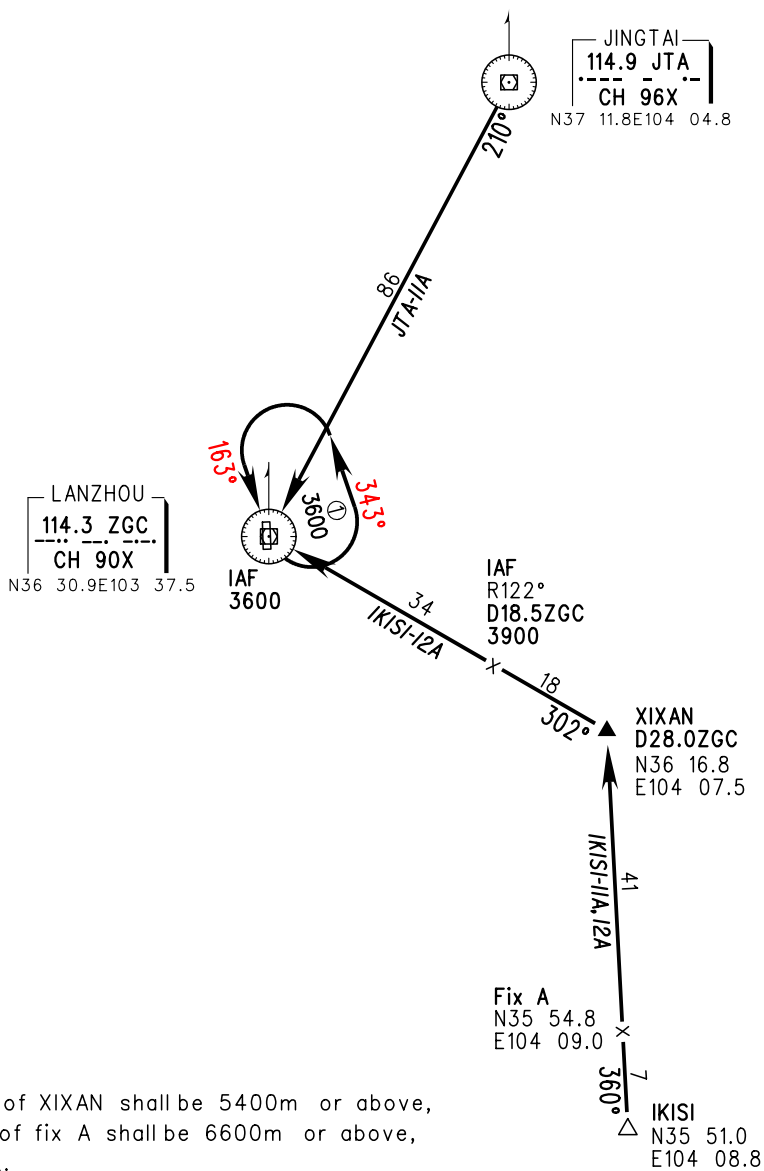 JINGTAI
114.9 JTA
CH 96X
N37 11.8E104 04.8
210°
86
JTA-11A
163°
343°
3600
1
LANZHOU
114.3 ZGC
CH 90X
N36 30.9E103 37.5
IAF
3600
34
IKISI-12A
IAF
R122°
D18.5ZGC
3900
18
302°
XIXAN
D28.0ZGC
N36 16.8
E104 07.5
41
IKISI-11A,12A
Fix A
N35 54.8
E104 09.0
7
360°
IKISI
N35 51.0
E104 08.8
of XIXAN shall be 5400m or above,
of fix A shall be 6600m or above,